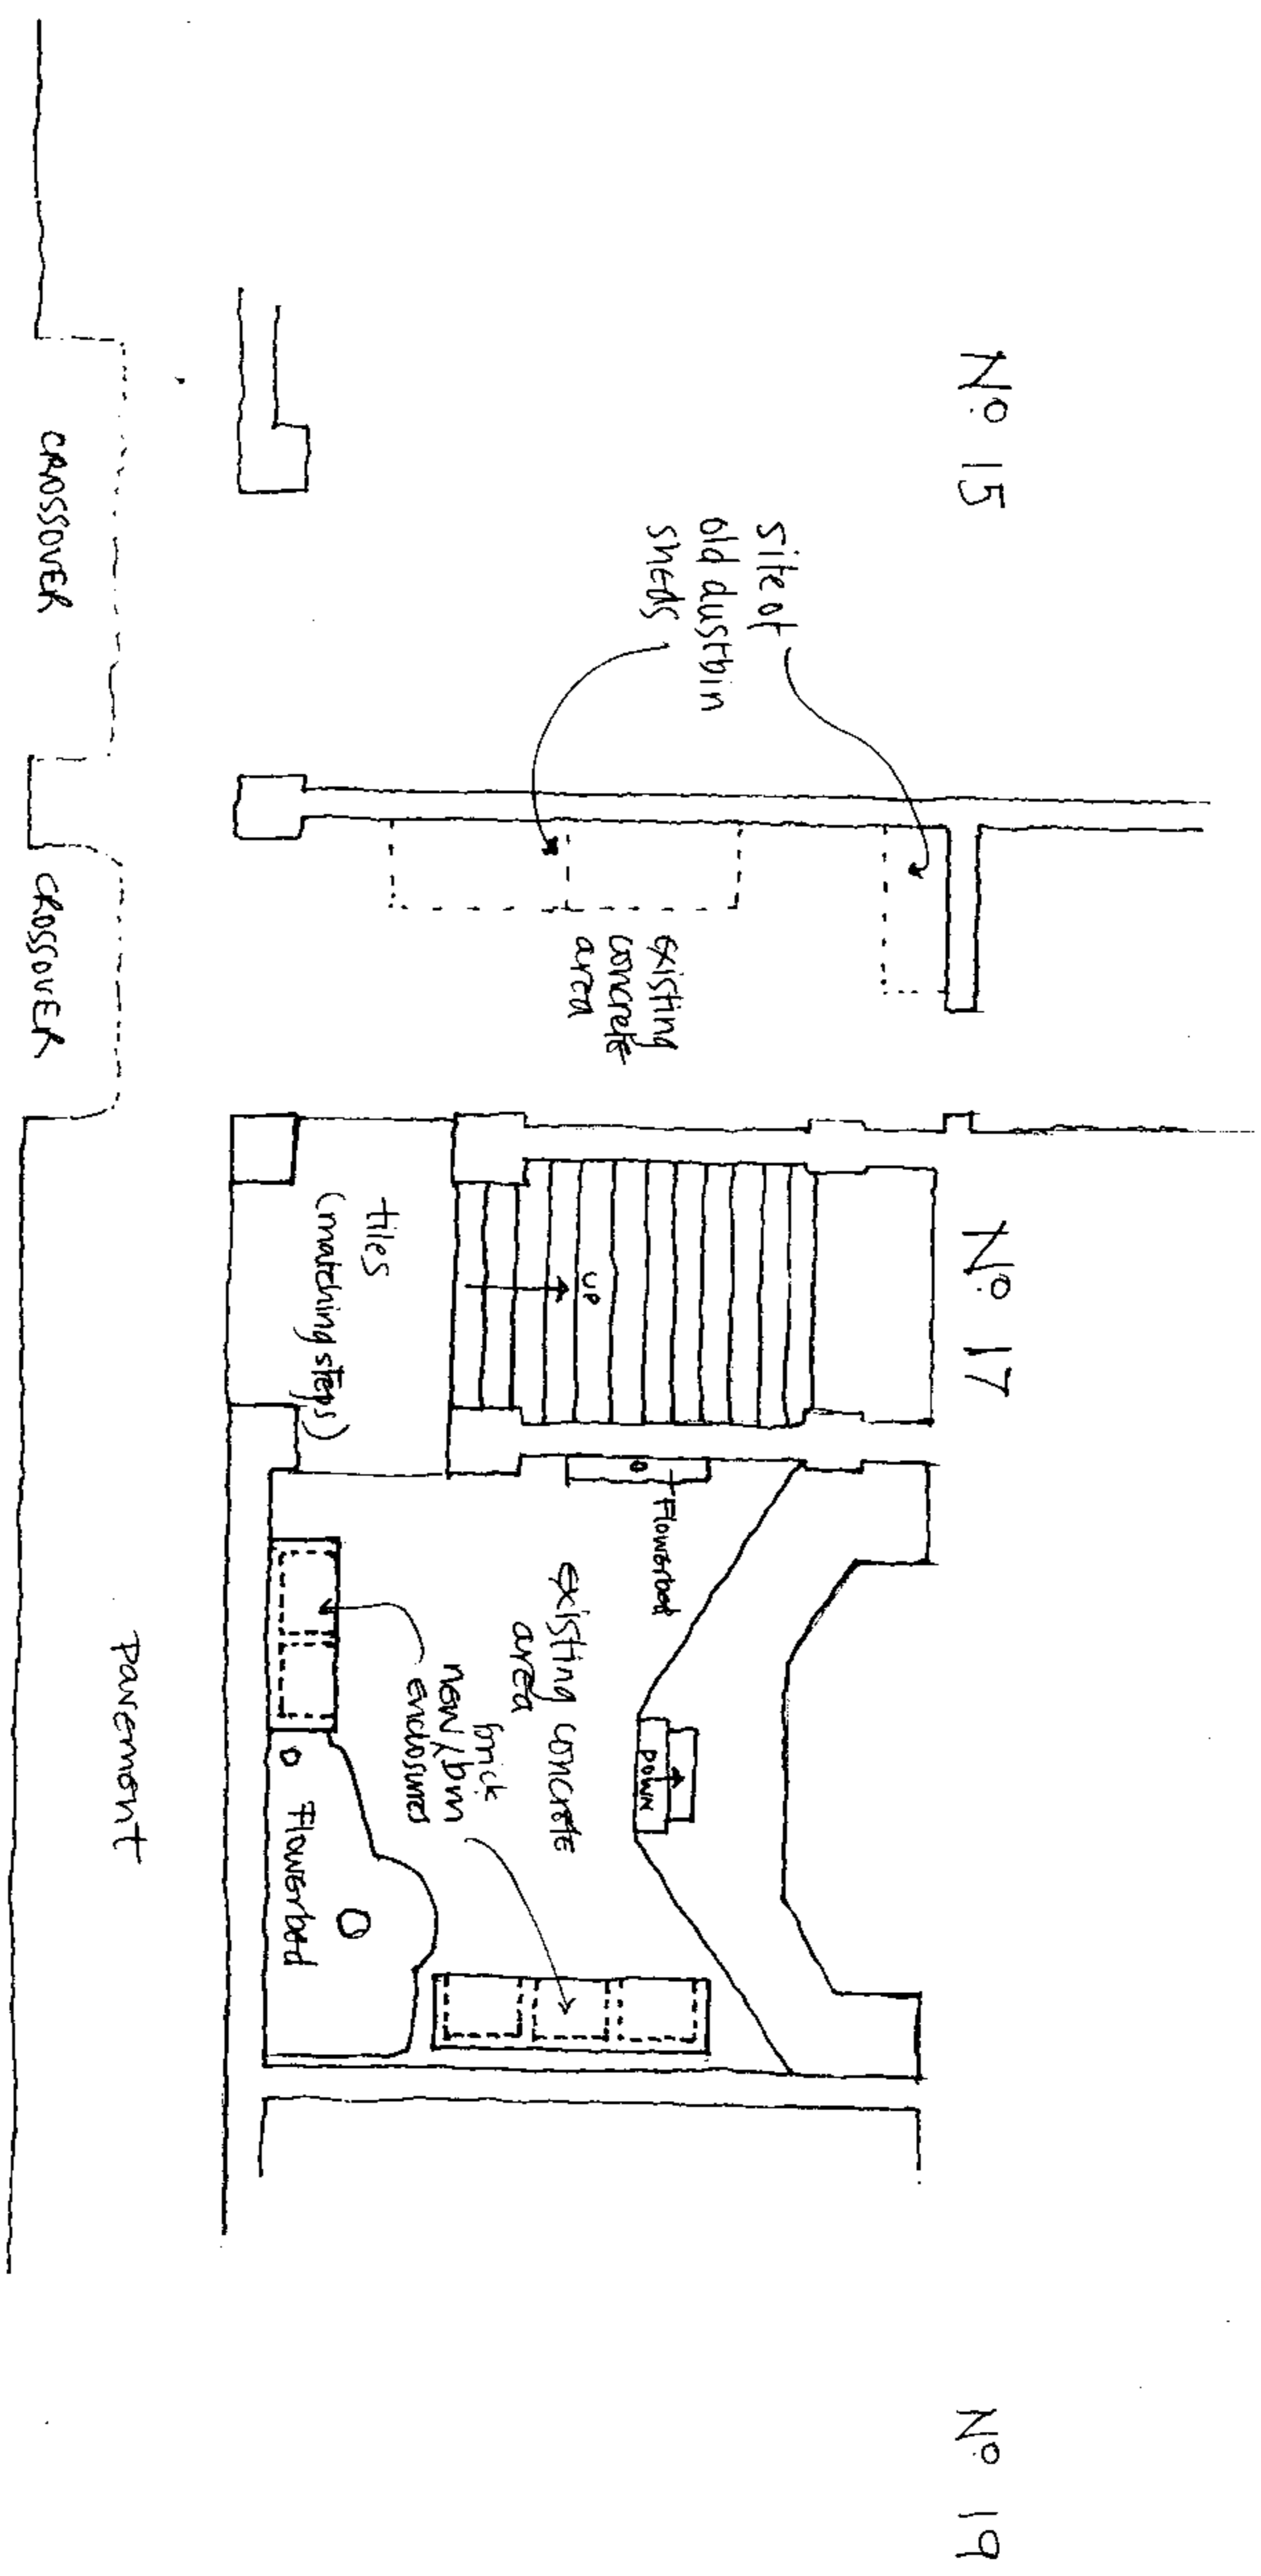 Nº 15
Nº 17
Nº 19
site of
old dustbin
sheds
existing
concrete
area
UP
tiles
(matching steps)
Flowerbed
DOWN
existing concrete
area
brick
new bin
enclosures
Flowerbed
Pavement
CROSSOVER
CROSSOVER